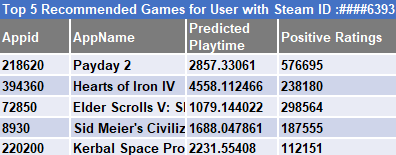 Top 5 Recommended Games for User with Steam ID :####6393
Appid AppName Predicted Playtime Positive Ratings
218620 Payday 2 2857.33061 576695
394360 Hearts of Iron IV 4558.112466 238180
72850 Elder Scrolls V: Sl 1079.144022 298564
8930 Sid Meier's Civiliz 1688.047861 187555
220200 Kerbal Space Pro 2231.55408 112151